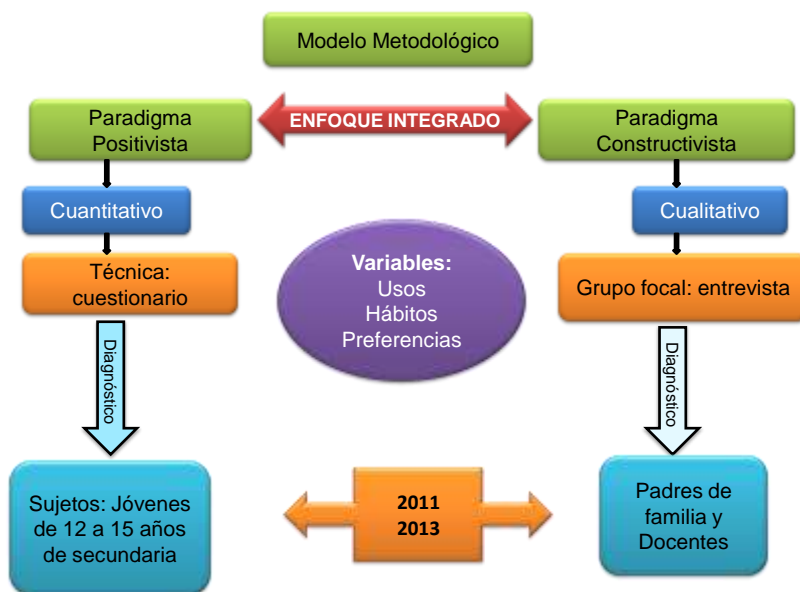 Modelo Metodológico
Paradigma
Positivista
ENFOQUE INTEGRADO
Paradigma
Constructivista
Cuantitativo
Cualitativo
Técnica:
cuestionario
Variables:
Usos
Hábitos
Preferencias
Grupo focal: entrevista
Diagnóstico
Diagnóstico
Sujetos: Jóvenes
de 12 a 15 años
de secundaria
2011
2013
Padres de
familia y
Docentes